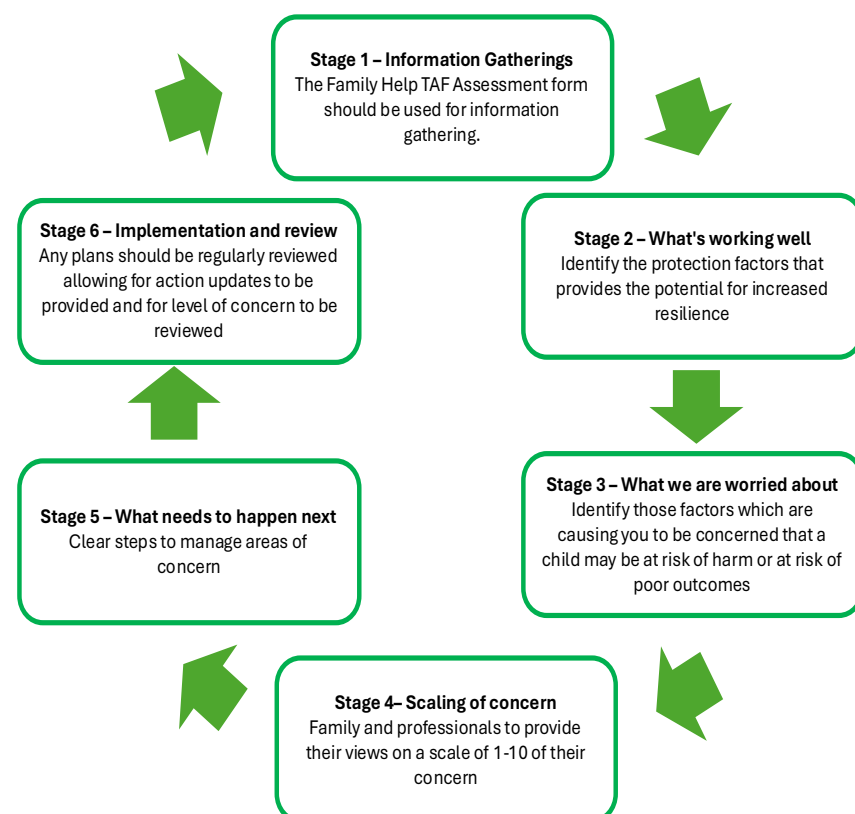 Stage 1 – Information Gatherings
The Family Help TAF Assessment form
should be used for information
gathering.
Stage 2 – What's working well
Identify the protection factors that
provides the potential for increased
resilience
Stage 3 – What we are worried about
Identify those factors which are
causing you to be concerned that a
child may be at risk of harm or at risk of
poor outcomes
Stage 4– Scaling of concern
Family and professionals to provide
their views on a scale of 1-10 of their
concern
Stage 5 – What needs to happen next
Clear steps to manage areas of
concern
Stage 6 – Implementation and review
Any plans should be regularly reviewed
allowing for action updates to be
provided and for level of concern to be
reviewed